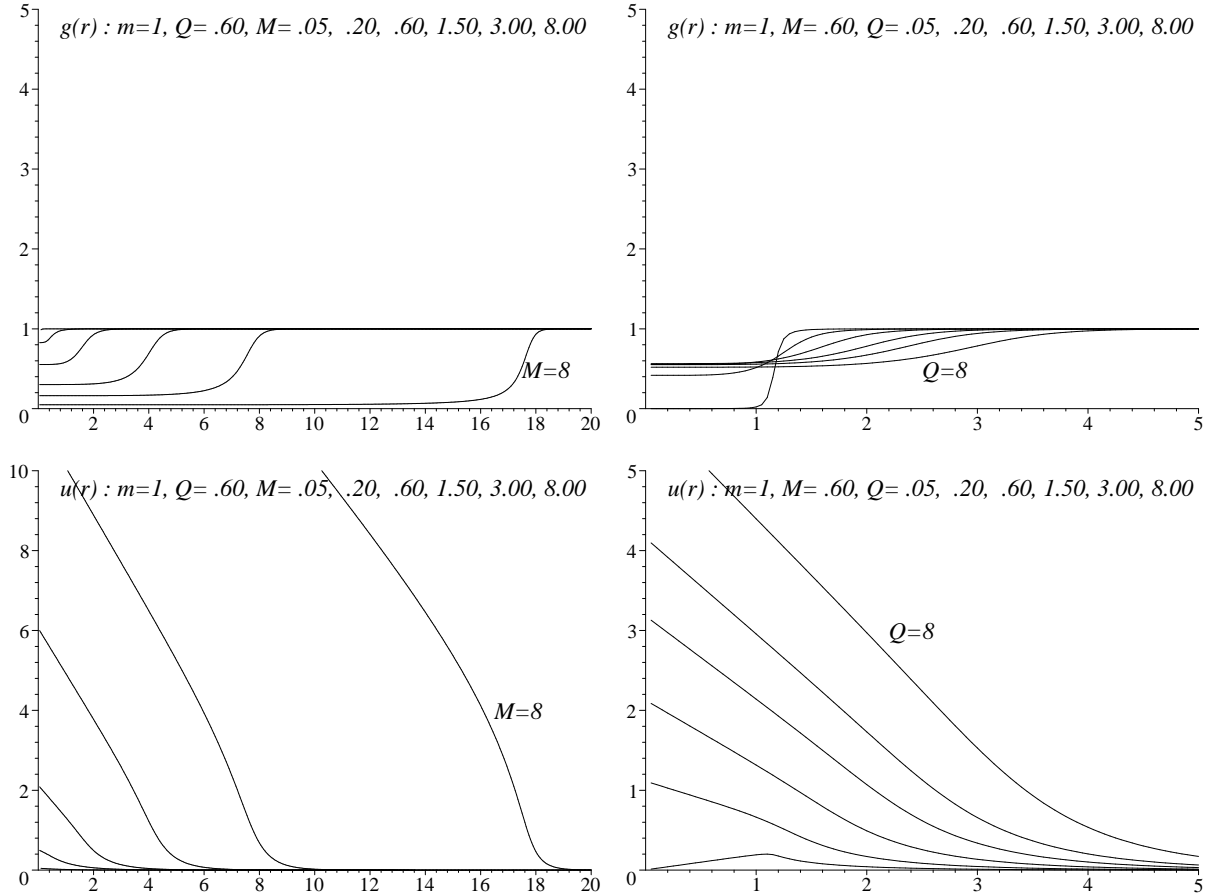 g(r) : m=1, Q= .60, M= .05, .20, .60, 1.50, 3.00, 8.00
5
4
3
2
1
0
M=8
2 4 6 8 10 12 14 16 18 20
g(r) : m=1, M= .60, Q= .05, .20, .60, 1.50, 3.00, 8.00
5
4
3
2
1
0
Q=8
1 2 3 4 5
u(r) : m=1, Q= .60, M= .05, .20, .60, 1.50, 3.00, 8.00
10
8
6
4
2
0
M=8
2 4 6 8 10 12 14 16 18 20
u(r) : m=1, M= .60, Q= .05, .20, .60, 1.50, 3.00, 8.00
5
4
3
2
1
0
Q=8
1 2 3 4 5